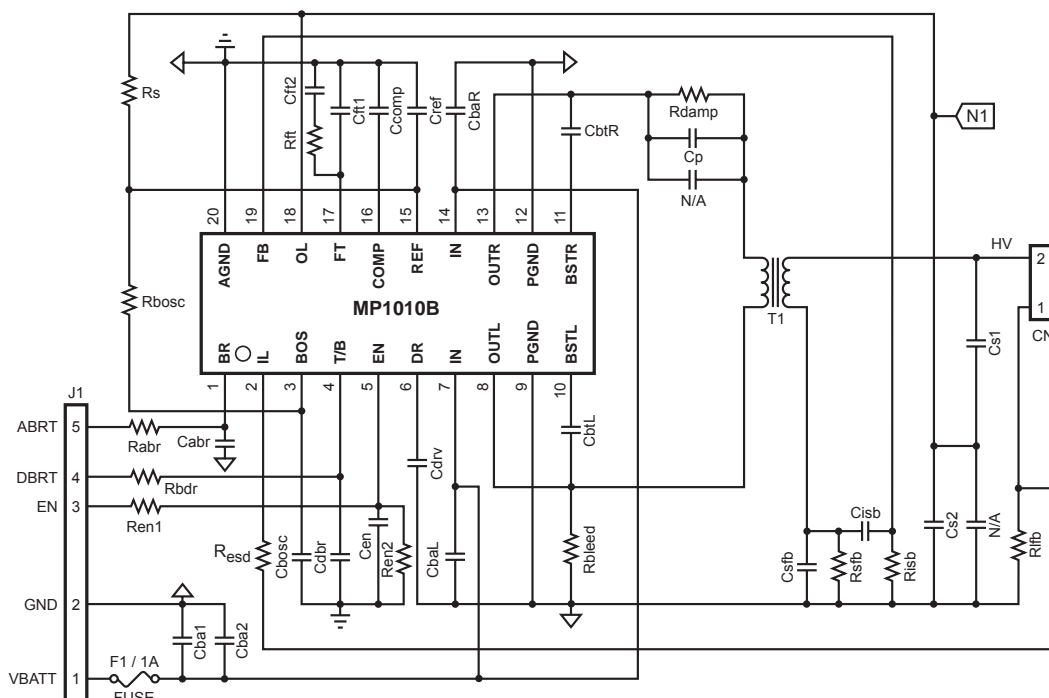 Rs
Cft2
Rft
Cft1
Ccomp
Cref
CbaR
CbtR
Rdamp
Cp
N/A
N1
20
19
18
17
16
15
14
13
12
11
AGND
FB
OL
FT
COMP
REF
IN
OUTR
PGND
BSTR
MP1010B
BR
IL
BOS
T/B
EN
DR
IN
OUTL
PGND
BSTL
1
2
3
4
5
6
7
8
9
10
Rbosc
T1
HV
2
1
CN
Cs1
J1
ABRT 5
Rabr
Cabr
DBRT 4
Rbdr
EN 3
Ren1
Resd
Cbosc
Cdbr
Cen
Ren2
Cdrv
CbaL
CbtL
Rbleed
Csfb
Rsfb
Cisb
Risb
Cs2
N/A
Rlfb
GND 2
Cba1
Cba2
VBATT 1
F1 / 1A
FUSE